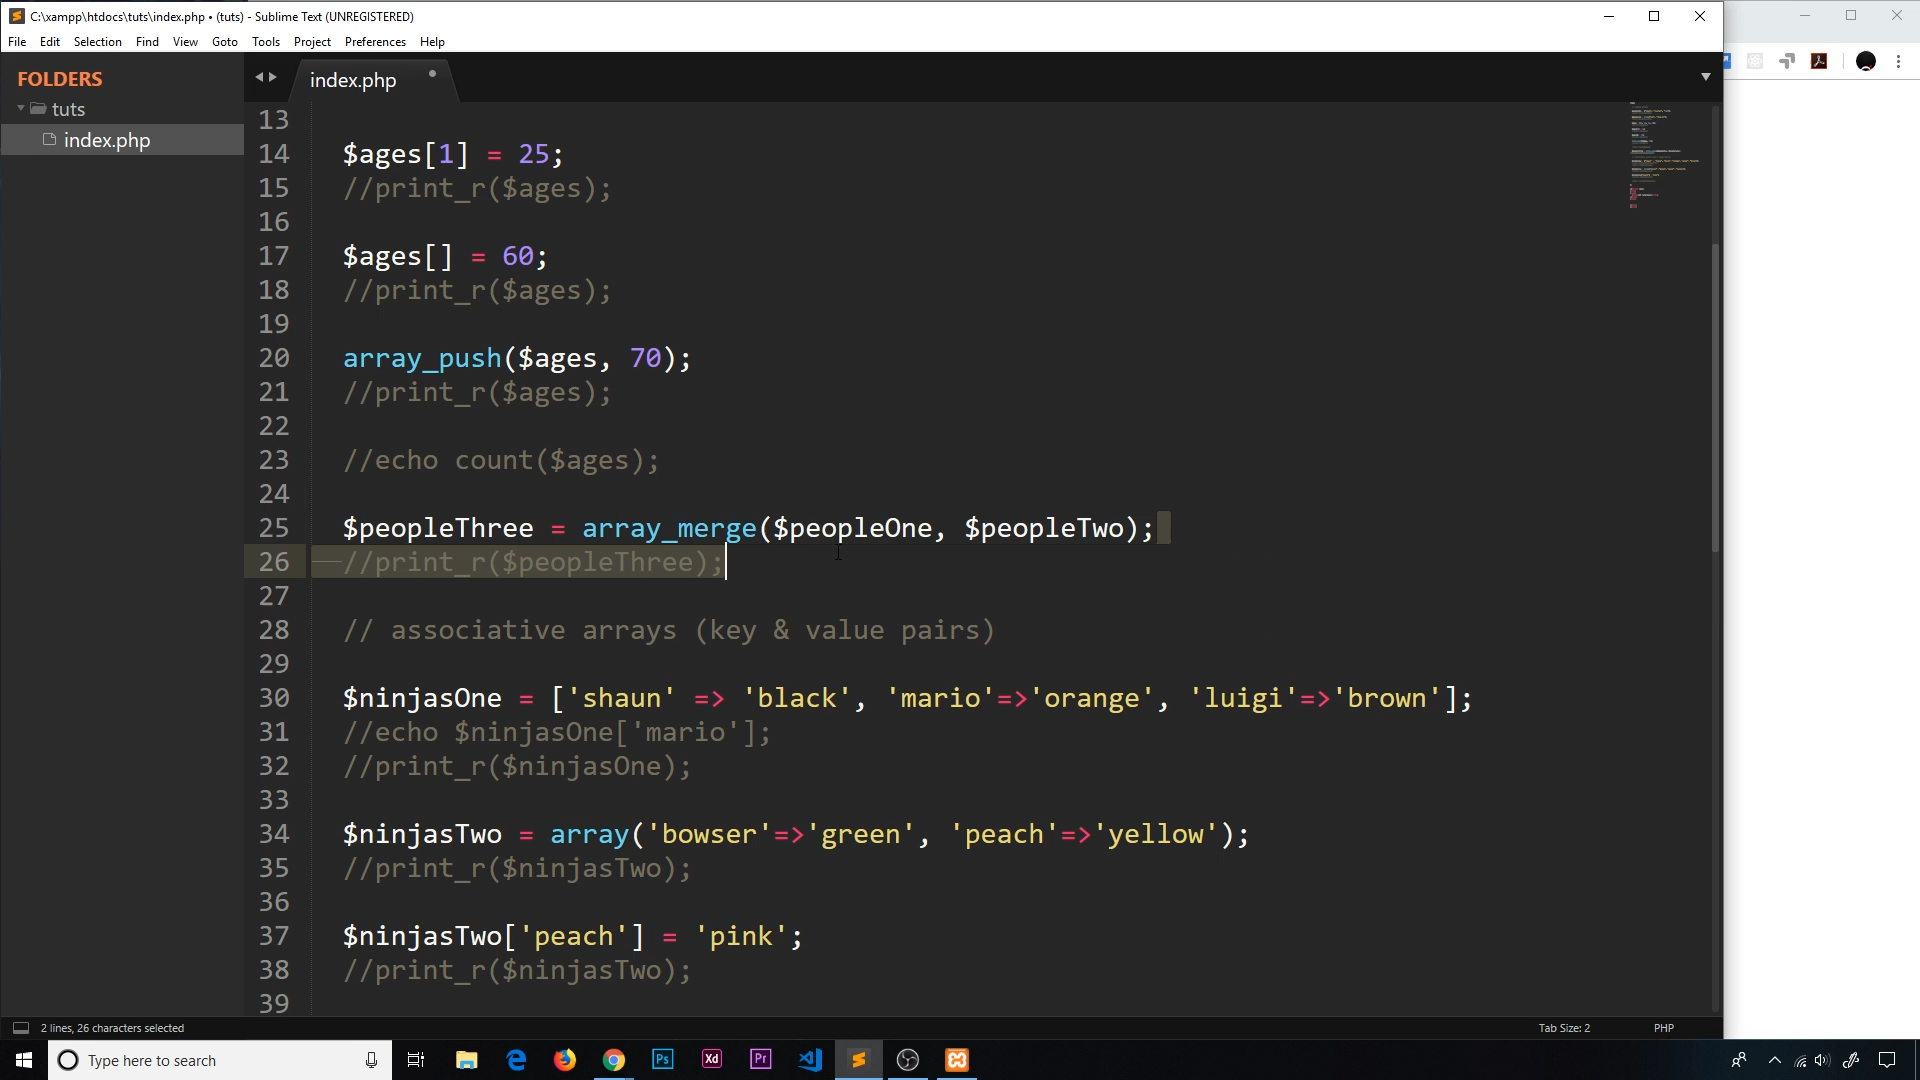 C:\xampp\htdocs\tuts\index.php • (tuts) - Sublime Text (UNREGISTERED)
File Edit Selection Find View Goto Tools Project Preferences Help
FOLDERS
tuts
index.php
index.php
13
14 $ages[1] = 25;
15 //print_r($ages);
16
17 $ages[] = 60;
18 //print_r($ages);
19
20 array_push($ages, 70);
21 //print_r($ages);
22
23 //echo count($ages);
24
25 $peopleThree = array_merge($peopleOne, $peopleTwo);
26 //print_r($peopleThree);
27
28 // associative arrays (key & value pairs)
29
30 $ninjasOne = ['shaun' => 'black', 'mario'=>'orange', 'luigi'=>'brown'];
31 //echo $ninjasOne['mario'];
32 //print_r($ninjasOne);
33
34 $ninjasTwo = array('bowser'=>'green', 'peach'=>'yellow');
35 //print_r($ninjasTwo);
36
37 $ninjasTwo['peach'] = 'pink';
38 //print_r($ninjasTwo);
39
2 lines, 26 characters selected
Tab Size: 2
PHP
Type here to search
Ps
Xd
Pr